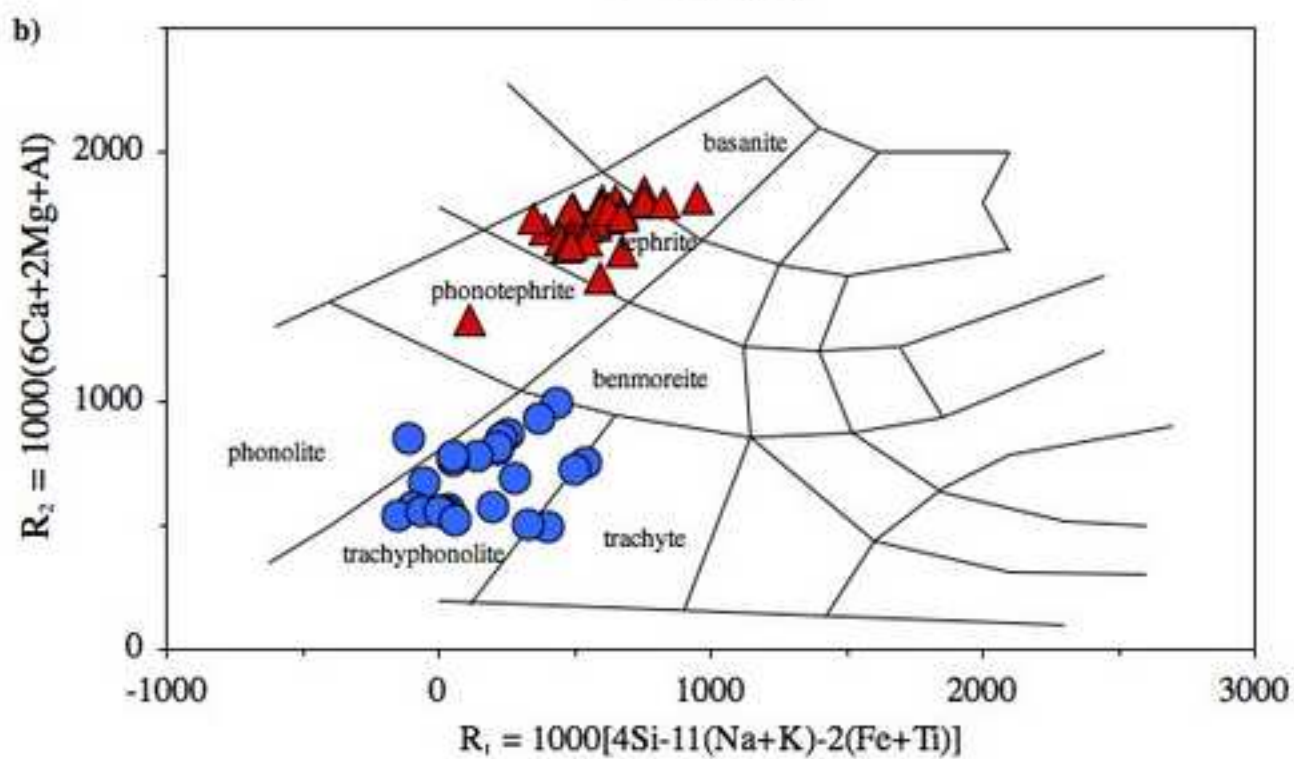 b)
R₂ = 1000(6Ca+2Mg+Al)
2000
1000
0
basanite
ephrite
phonotephrite
benmoreite
phonolite
trachyphonolite
trachyte
-1000 0 1000 2000 3000
R₁ = 1000[4Si-11(Na+K)-2(Fe+Ti)]